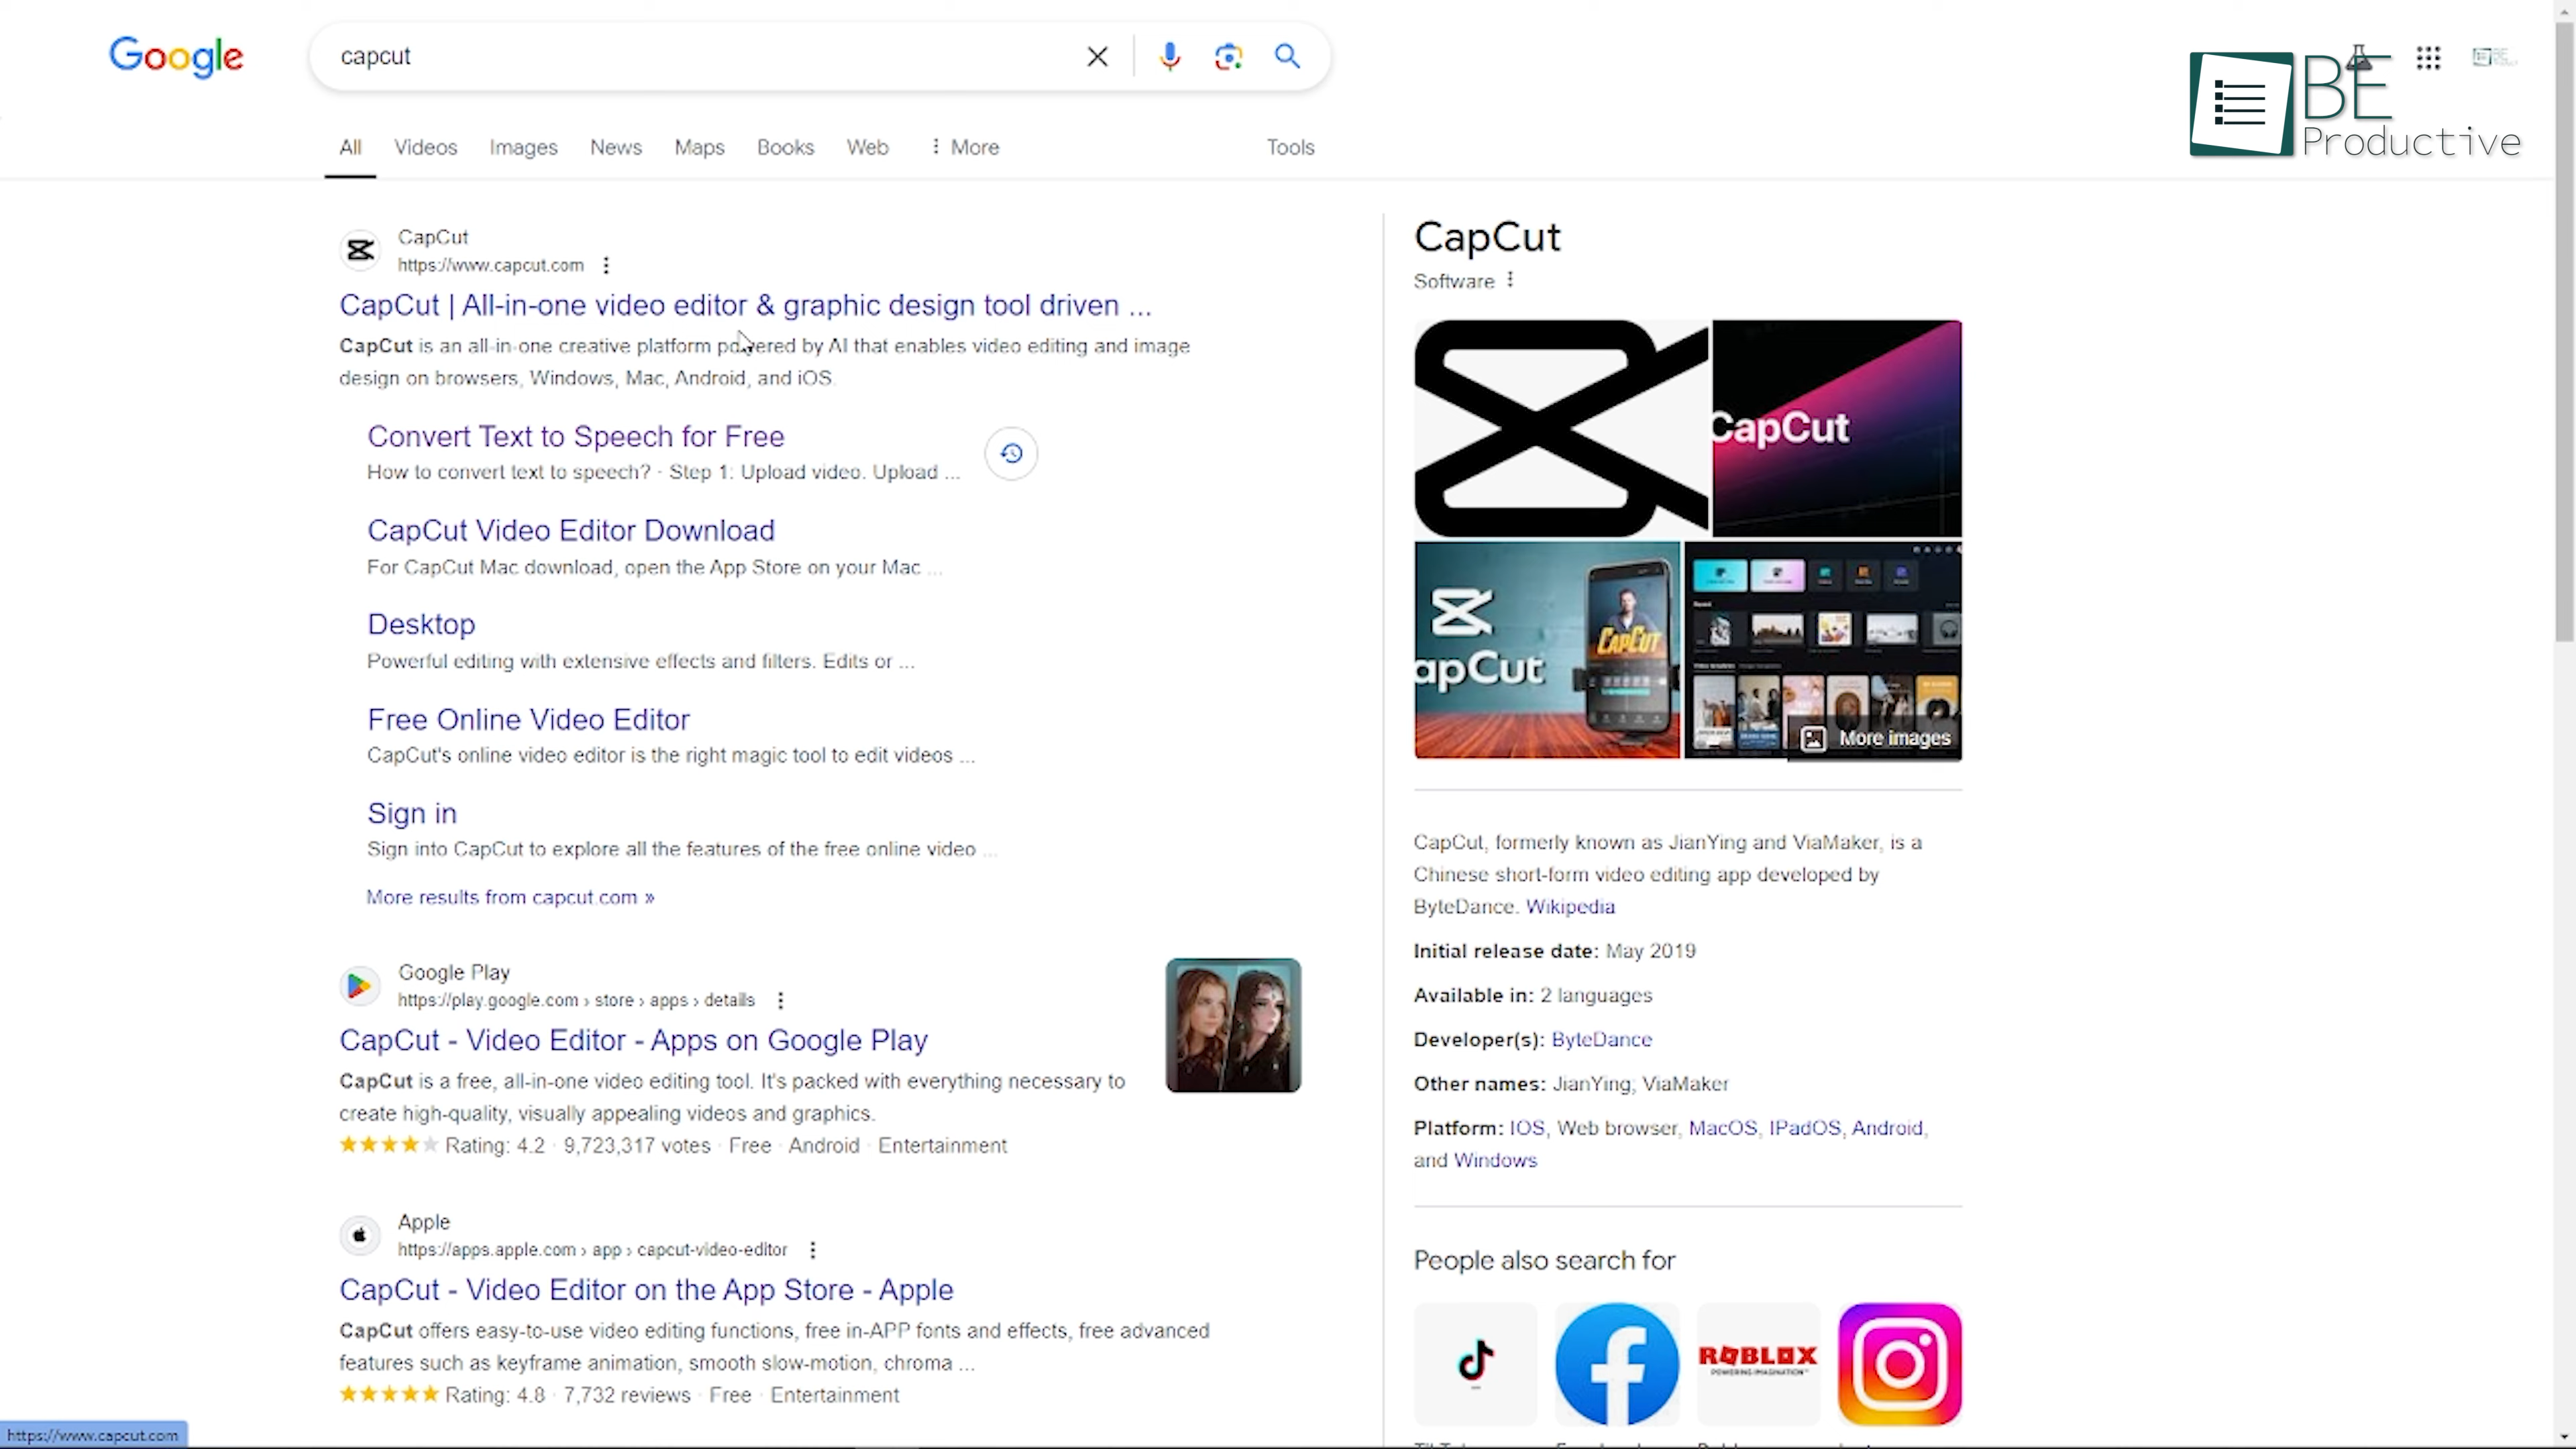 Google
capcut
BE
Productive
All Videos Images News Maps Books Web More Tools
CapCut
https://www.capcut.com
CapCut | All-in-one video editor & graphic design tool driven ...
CapCut is an all-in-one creative platform powered by AI that enables video editing and image
design on browsers, Windows, Mac, Android, and iOS.
Convert Text to Speech for Free
How to convert text to speech? · Step 1: Upload video. Upload ...
CapCut Video Editor Download
For CapCut Mac download, open the App Store on your Mac ...
Desktop
Powerful editing with extensive effects and filters. Edits or ...
Free Online Video Editor
CapCut's online video editor is the right magic tool to edit videos ...
Sign in
Sign into CapCut to explore all the features of the free online video ...
More results from capcut.com »
Google Play
https://play.google.com › store › apps › details
CapCut - Video Editor - Apps on Google Play
CapCut is a free, all-in-one video editing tool. It's packed with everything necessary to
create high-quality, visually appealing videos and graphics.
Rating: 4.2 · 9,723,317 votes · Free · Android · Entertainment
Apple
https://apps.apple.com › app › capcut-video-editor
CapCut - Video Editor on the App Store - Apple
CapCut offers easy-to-use video editing functions, free in-APP fonts and effects, free advanced
features such as keyframe animation, smooth slow-motion, chroma ...
Rating: 4.8 · 7,732 reviews · Free · Entertainment
https://www.capcut.com
CapCut
Software
CapCut
apCut
CAPCUT
More images
CapCut, formerly known as JianYing and ViaMaker, is a
Chinese short-form video editing app developed by
ByteDance. Wikipedia
Initial release date: May 2019
Available in: 2 languages
Developer(s): ByteDance
Other names: JianYing; ViaMaker
Platform: IOS, Web browser, MacOS, IPadOS, Android,
and Windows
People also search for
ROBLOX
POWERING IMAGINATION